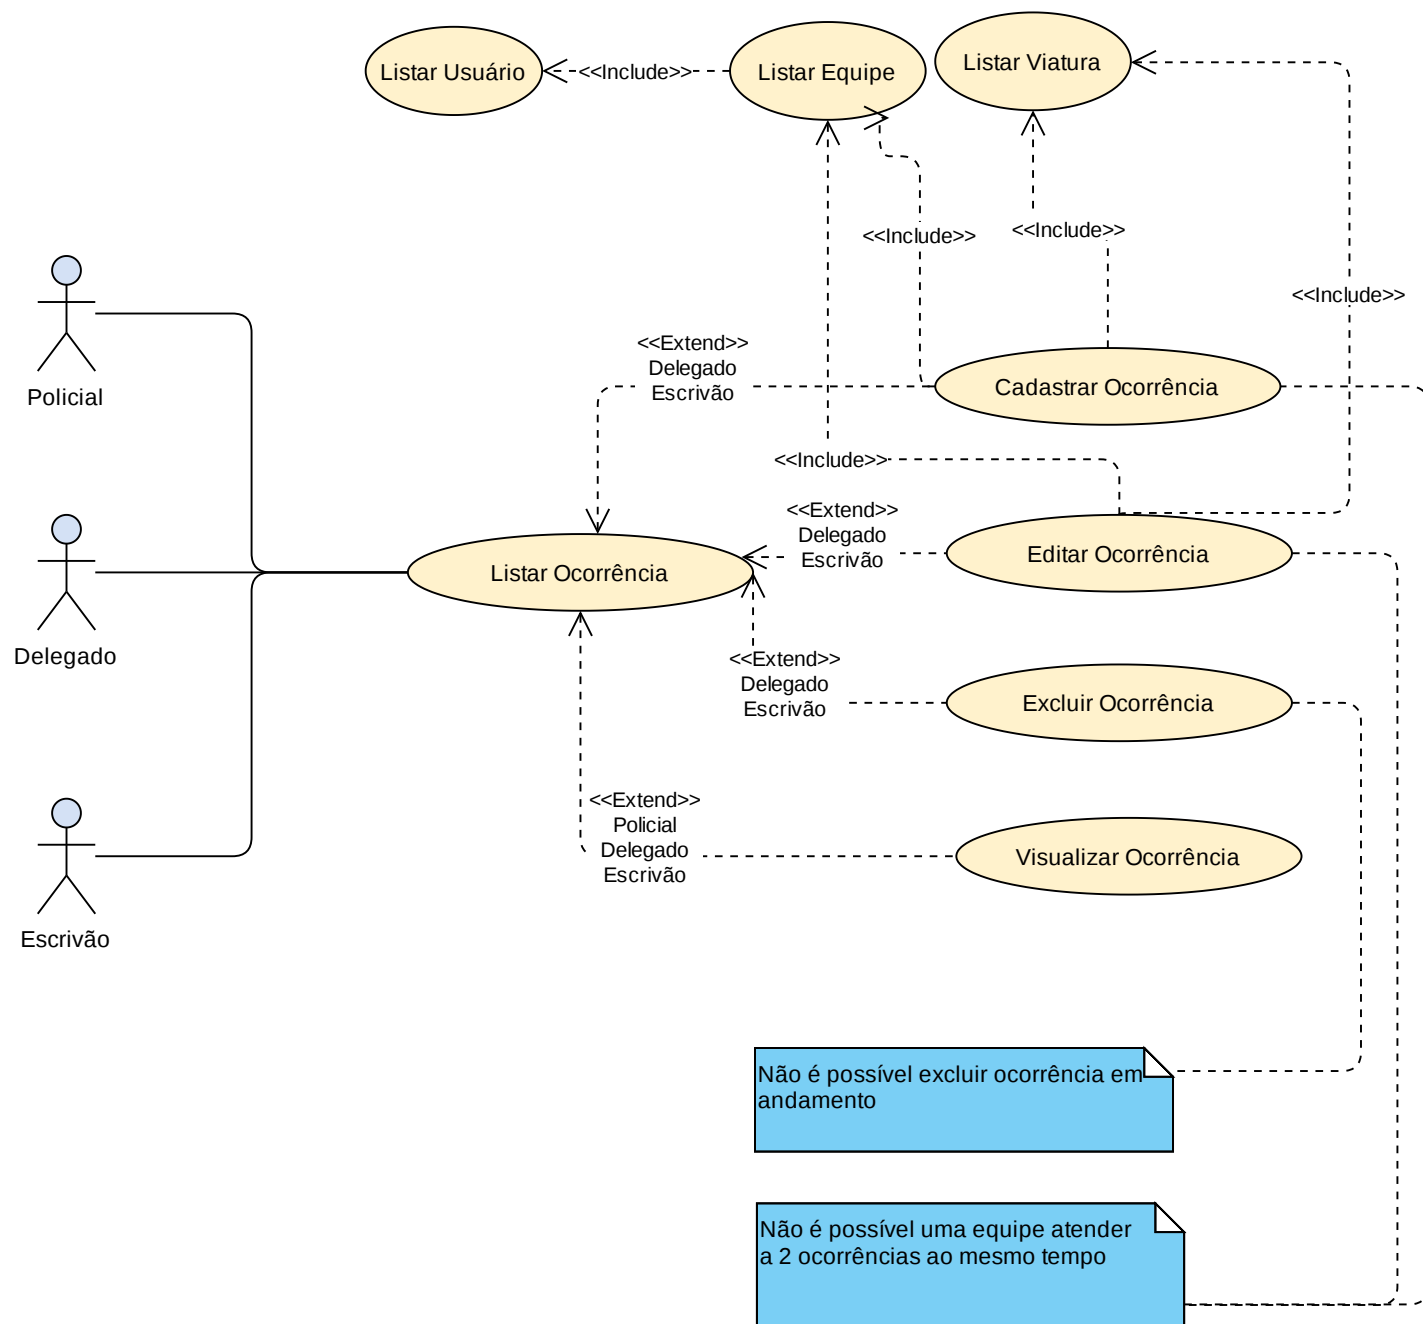 Listar Usuário
<<Include>>
Listar Equipe
Listar Viatura
<<Include>>
<<Include>>
<<Include>>
Policial
<<Extend>>
Delegado
Escrivão
Cadastrar Ocorrência
<<Include>>
<<Extend>>
Delegado
Escrivão
Editar Ocorrência
Listar Ocorrência
Delegado
<<Extend>>
Delegado
Escrivão
Excluir Ocorrência
<<Extend>>
Policial
Delegado
Escrivão
Visualizar Ocorrência
Escrivão
Não é possível excluir ocorrência em
andamento
Não é possível uma equipe atender
a 2 ocorrências ao mesmo tempo